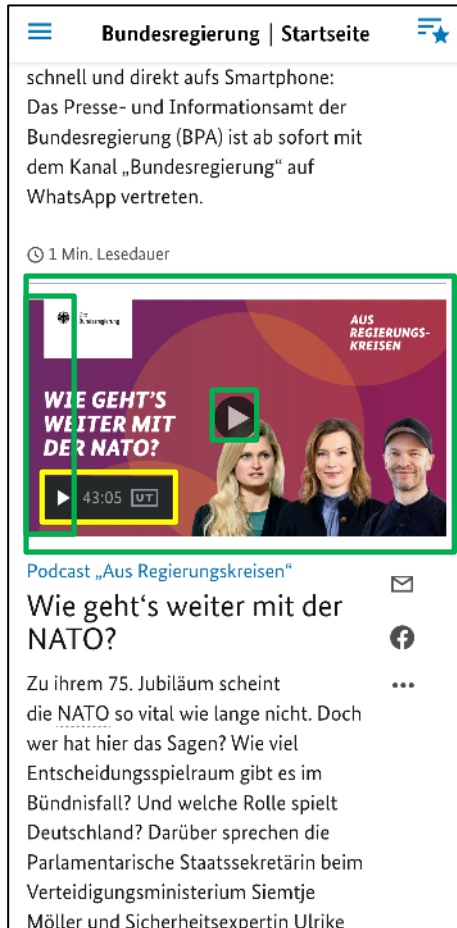 Bundesregierung | Startseite
schnell und direkt aufs Smartphone:
Das Presse- und Informationsamt der
Bundesregierung (BPA) ist ab sofort mit
dem Kanal „Bundesregierung“ auf
WhatsApp vertreten.
1 Min. Lesedauer
Die
Bundesregierung
AUS
REGIERUNGS-
KREISEN
WIE GEHT'S
WEITER MIT
DER NATO?
43:05 UT
Podcast „Aus Regierungskreisen“
Wie geht‘s weiter mit der
NATO?
Zu ihrem 75. Jubiläum scheint
die NATO so vital wie lange nicht. Doch
wer hat hier das Sagen? Wie viel
Entscheidungsspielraum gibt es im
Bündnisfall? Und welche Rolle spielt
Deutschland? Darüber sprechen die
Parlamentarische Staatssekretärin beim
Verteidigungsministerium Siemtje
Möller und Sicherheitsexpertin Ulrike